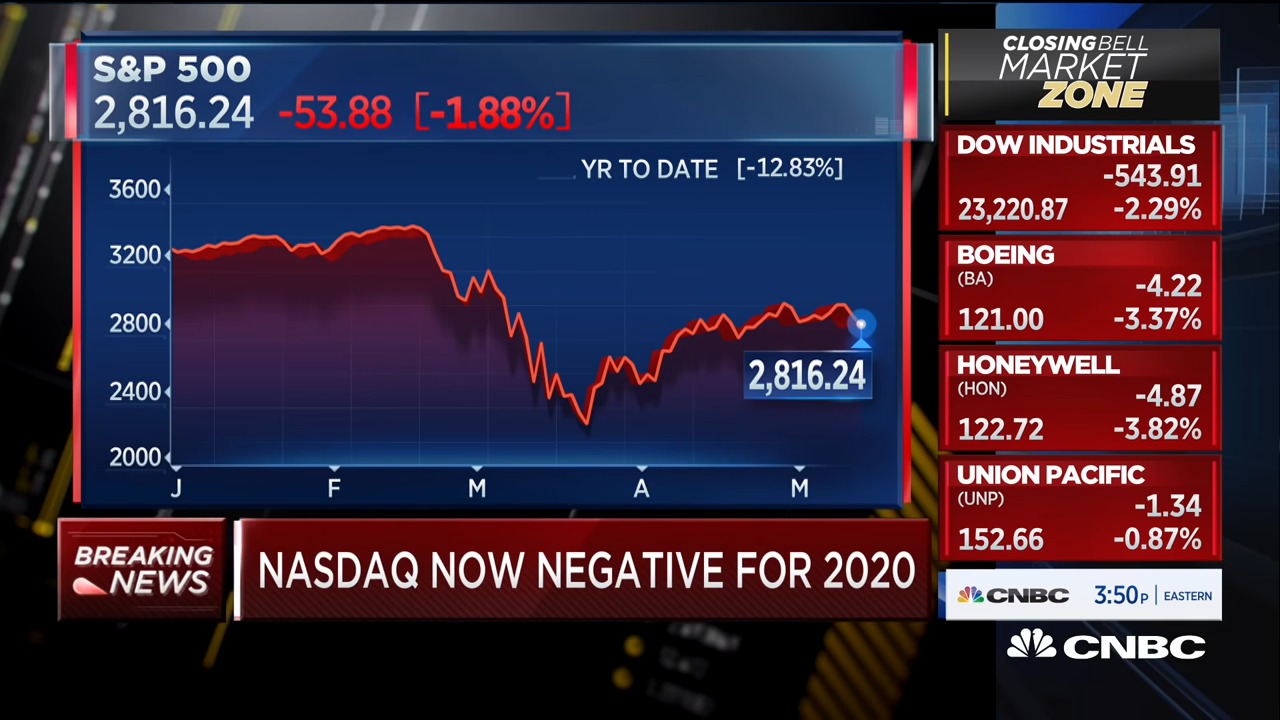 S&P 500
2,816.24 -53.88 [-1.88%]
YR TO DATE [-12.83%]
3600
3200
2800
2400
2000
2,816.24
J F M A M
BREAKING
NEWS
NASDAQ NOW NEGATIVE FOR 2020
CLOSING BELL
MARKET
ZONE
DOW INDUSTRIALS
-543.91
23,220.87 -2.29%
BOEING
(BA)
-4.22
121.00 -3.37%
HONEYWELL
(HON)
-4.87
122.72 -3.82%
UNION PACIFIC
(UNP)
-1.34
152.66 -0.87%
CNBC 3:50P | EASTERN
CNBC